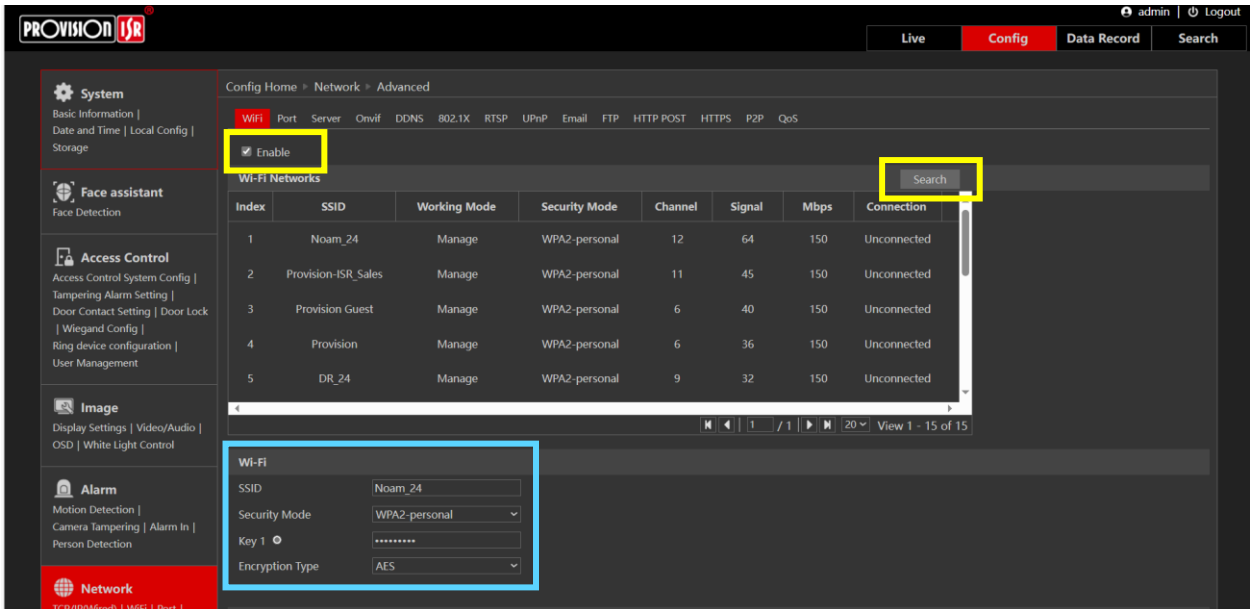 admin | Logout
PROVISION ISR
Live Config Data Record Search
System
Basic Information |
Date and Time | Local Config |
Storage
Face assistant
Face Detection
Access Control
Access Control System Config |
Tampering Alarm Setting |
Door Contact Setting | Door Lock
| Wiegand Config |
Ring device configuration |
User Management
Image
Display Settings | Video/Audio |
OSD | White Light Control
Alarm
Motion Detection |
Camera Tampering | Alarm In |
Person Detection
Network
TCP/IP(Wired) | WiFi | Port |
Config Home Network Advanced
WiFi Port Server Onvif DDNS 802.1X RTSP UPnP Email FTP HTTP POST HTTPS P2P QoS
Enable
Wi-Fi Networks Search
Index SSID Working Mode Security Mode Channel Signal Mbps Connection
1 Noam_24 Manage WPA2-personal 12 64 150 Unconnected
2 Provision-ISR_Sales Manage WPA2-personal 11 45 150 Unconnected
3 Provision Guest Manage WPA2-personal 6 40 150 Unconnected
4 Provision Manage WPA2-personal 6 36 150 Unconnected
5 DR_24 Manage WPA2-personal 9 32 150 Unconnected
1 / 1 20 View 1 - 15 of 15
Wi-Fi
SSID Noam_24
Security Mode WPA2-personal
Key 1 •••••••••
Encryption Type AES